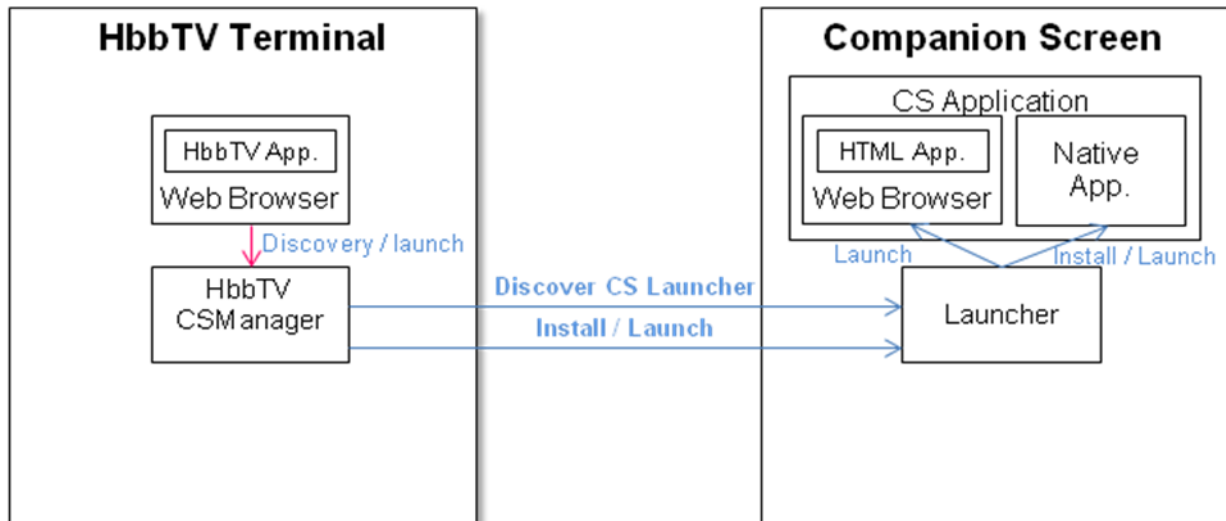 HbbTV Terminal
HbbTV App.
Web Browser
Discovery / launch
HbbTV
CSManager
Discover CS Launcher
Install / Launch
Companion Screen
CS Application
HTML App.
Web Browser
Native
App.
Launch
Install / Launch
Launcher